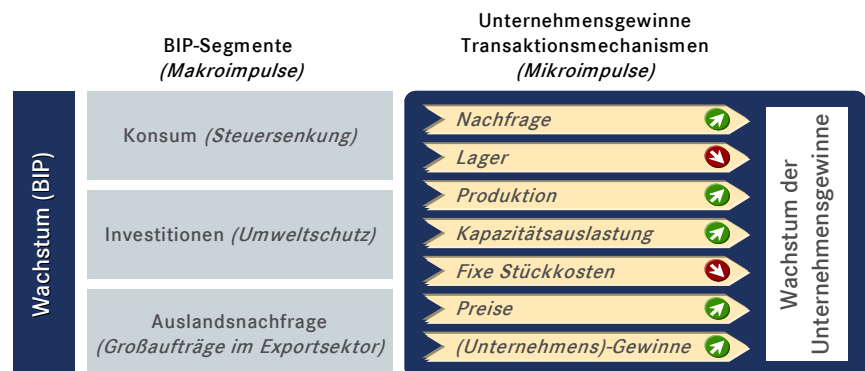 BIP-Segmente
(Makroimpulse)
Unternehmensgewinne
Transaktionsmechanismen
(Mikroimpulse)
Wachstum (BIP)
Konsum (Steuersenkung)
Investitionen (Umweltschutz)
Auslandsnachfrage
(Großaufträge im Exportsektor)
Nachfrage
Lager
Produktion
Kapazitätsauslastung
Fixe Stückkosten
Preise
(Unternehmens)-Gewinne
Wachstum der
Unternehmensgewinne